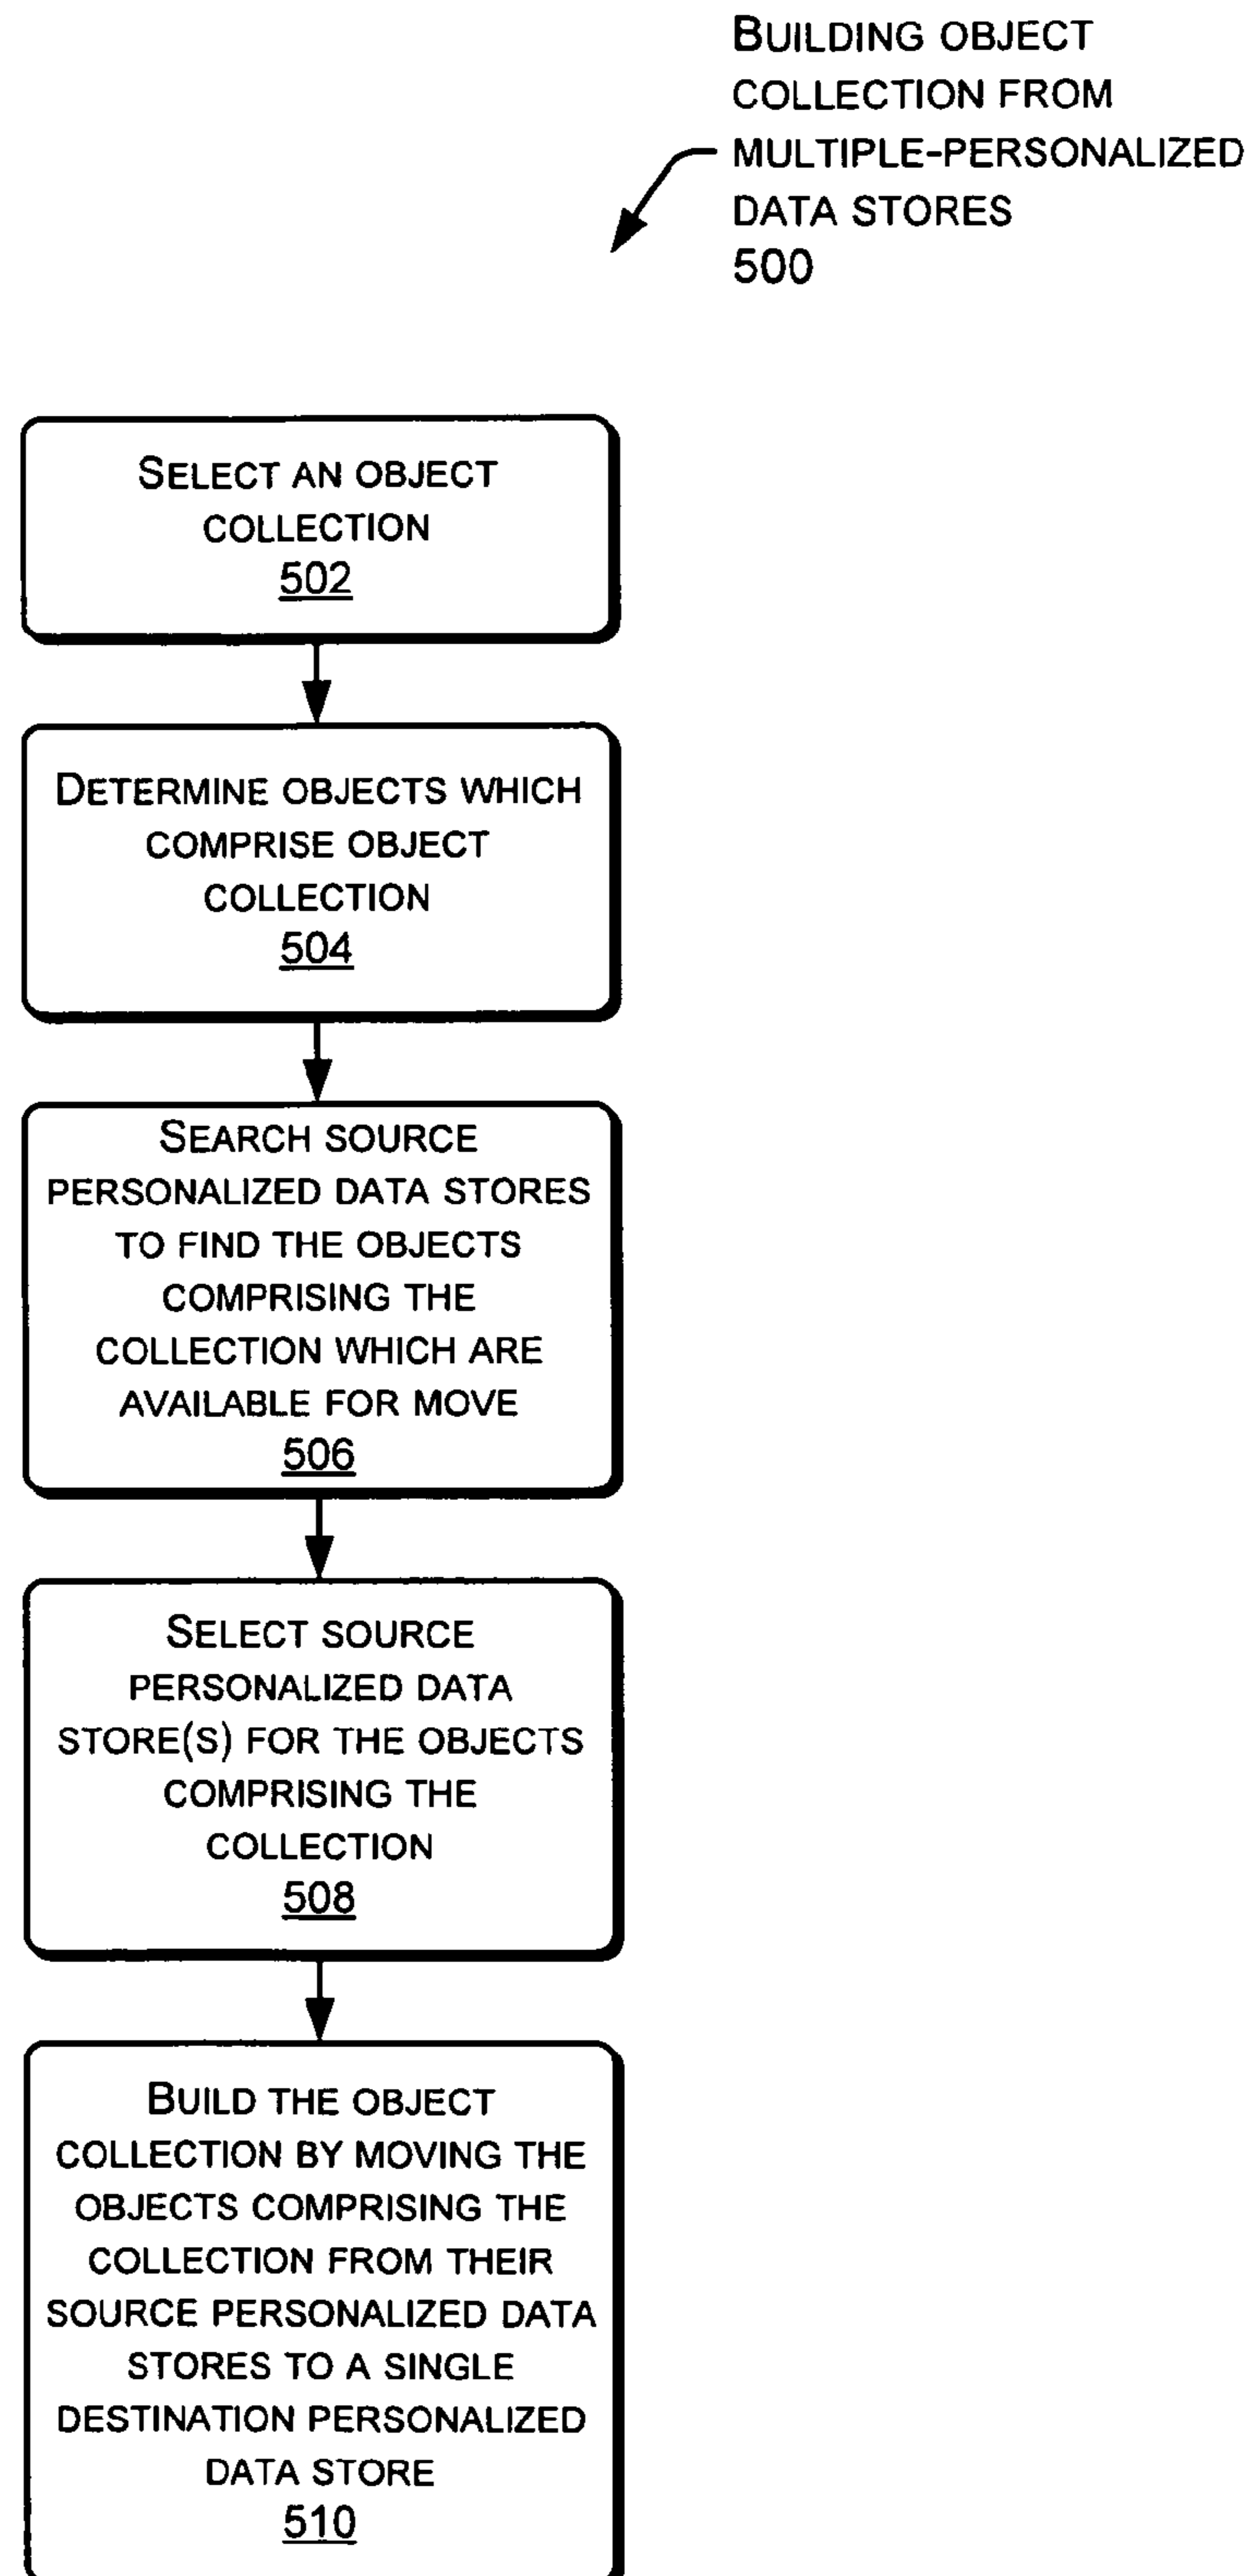 BUILDING OBJECT
COLLECTION FROM
MULTIPLE-PERSONALIZED
DATA STORES
500
SELECT AN OBJECT
COLLECTION
502
DETERMINE OBJECTS WHICH
COMPRISE OBJECT
COLLECTION
504
SEARCH SOURCE
PERSONALIZED DATA STORES
TO FIND THE OBJECTS
COMPRISING THE
COLLECTION WHICH ARE
AVAILABLE FOR MOVE
506
SELECT SOURCE
PERSONALIZED DATA
STORE(S) FOR THE OBJECTS
COMPRISING THE
COLLECTION
508
BUILD THE OBJECT
COLLECTION BY MOVING THE
OBJECTS COMPRISING THE
COLLECTION FROM THEIR
SOURCE PERSONALIZED DATA
STORES TO A SINGLE
DESTINATION PERSONALIZED
DATA STORE
510